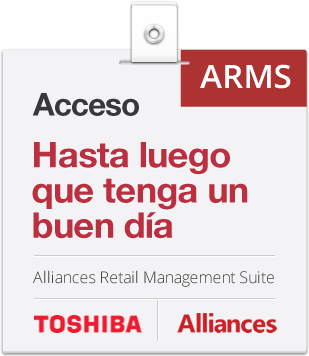 ARMS
Acceso
Hasta luego
que tenga un
buen día
Alliances Retail Management Suite
TOSHIBA Alliances